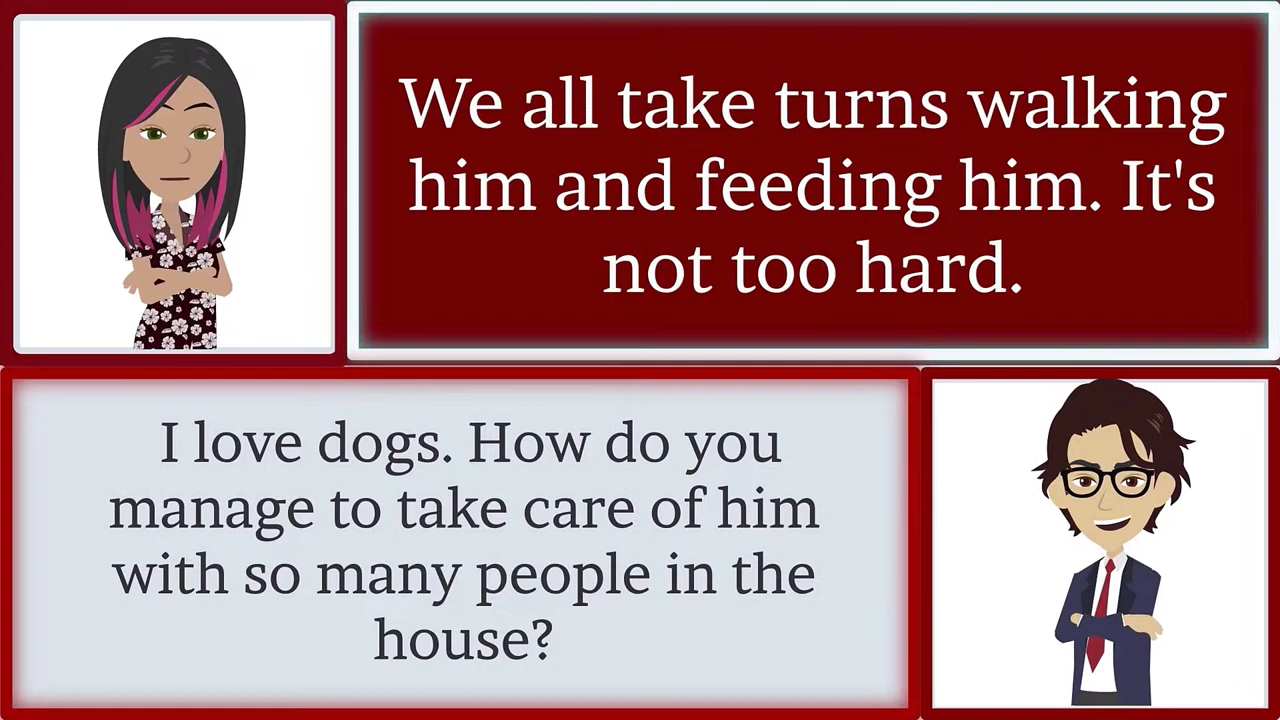 We all take turns walking
him and feeding him. It's
not too hard.
I love dogs. How do you
manage to take care of him
with so many people in the
house?